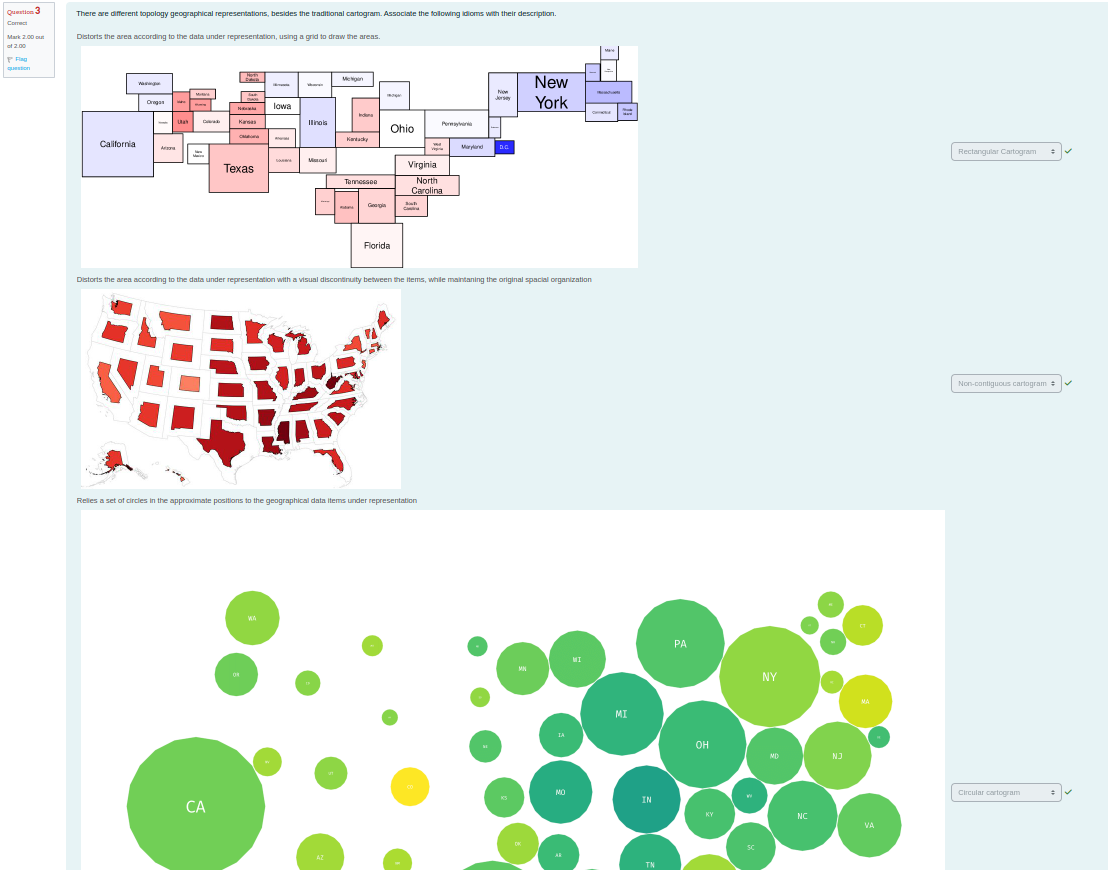 Question 3
Correct
Mark 2.00 out
of 2.00
Flag
question
There are different topology geographical representations, besides the traditional cartogram. Associate the following idioms with their description.
Distorts the area according to the data under representation, using a grid to draw the areas.
Washington
Oregon
California
Utah
Arizona
Montana
Colorado
North
Dakota
South
Dakota
Nebraska
Kansas
Oklahoma
New
Mexico
Texas
Minnesota
Iowa
Arkansas
Louisiana
Wisconsin
Illinois
Missouri
Michigan
Indiana
Kentucky
Michigan
Ohio
Tennessee
Alabama
Georgia
Florida
Pennsylvania
West
Virginia
Virginia
North
Carolina
South
Carolina
Maryland
D.C.
New
Jersey
New
York
Maine
Massachusetts
Connecticut
Rhode
Island
Rectangular Cartogram
Distorts the area according to the data under representation with a visual discontinuity between the items, while maintaning the original spacial organization
Non-contiguous cartogram
Relies a set of circles in the approximate positions to the geographical data items under representation
WA
OR
CA
AZ
MN
WI
IA
MO
KS
OK
AR
MI
IN
TN
PA
OH
KY
NY
MD
WV
SC
NC
NJ
VA
CT
MA
Circular cartogram